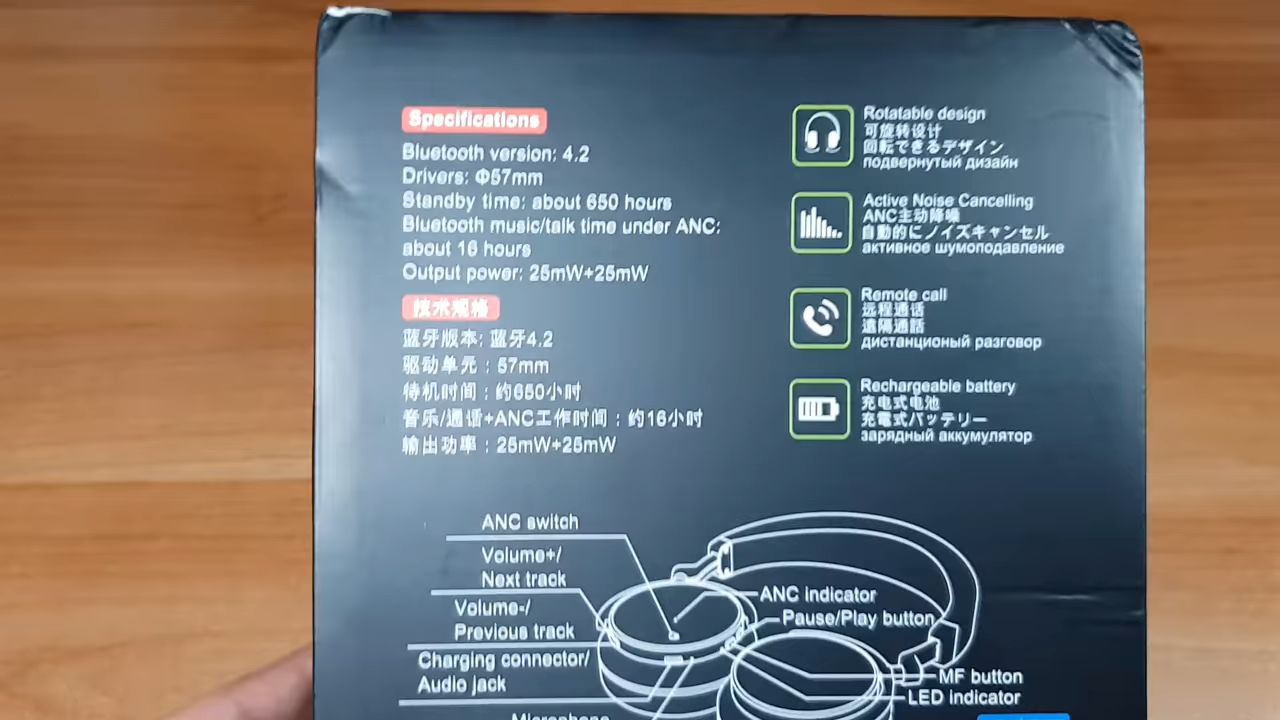 Specifications
Bluetooth version: 4.2
Drivers: Φ57mm
Standby time: about 650 hours
Bluetooth music/talk time under ANC:
about 16 hours
Output power: 25mW+25mW
技术规格
蓝牙版本: 蓝牙4.2
驱动单元：57mm
待机时间：约650小时
音乐/通话+ANC工作时间：约16小时
输出功率：25mW+25mW
Rotatable design
可旋转设计
回転できるデザイン
подвернутый дизайн
Active Noise Cancelling
ANC主动降噪
自動的にノイズキャンセル
активное шумоподавление
Remote call
远程通话
遠隔通話
дистанционый разговор
Rechargeable battery
充电式电池
充電式バッテリー
зарядный аккумулятор
ANC switch
Volume+/
Next track
Volume-/
Previous track
Charging connector/
Audio jack
Microphone
ANC indicator
Pause/Play button
MF button
LED indicator